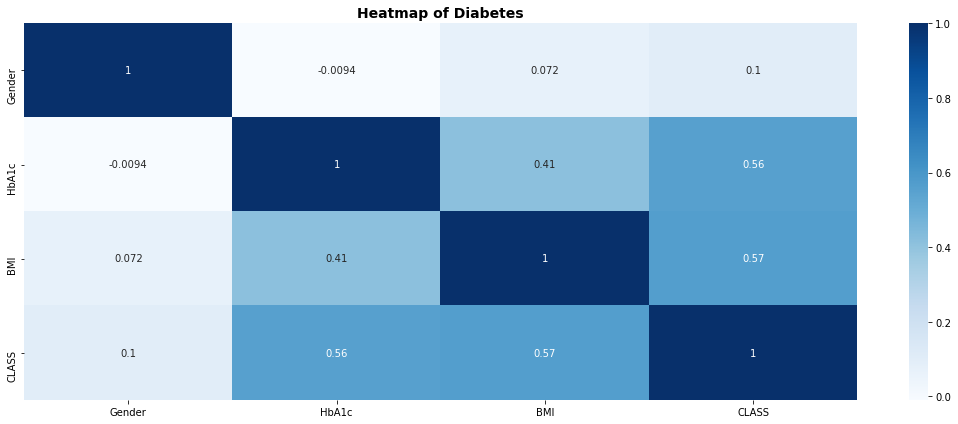 Heatmap of Diabetes
Gender 1 -0.0094 0.072 0.1
HbA1c -0.0094 1 0.41 0.56
BMI 0.072 0.41 1 0.57
CLASS 0.1 0.56 0.57 1
Gender HbA1c BMI CLASS
1.0
0.8
0.6
0.4
0.2
0.0